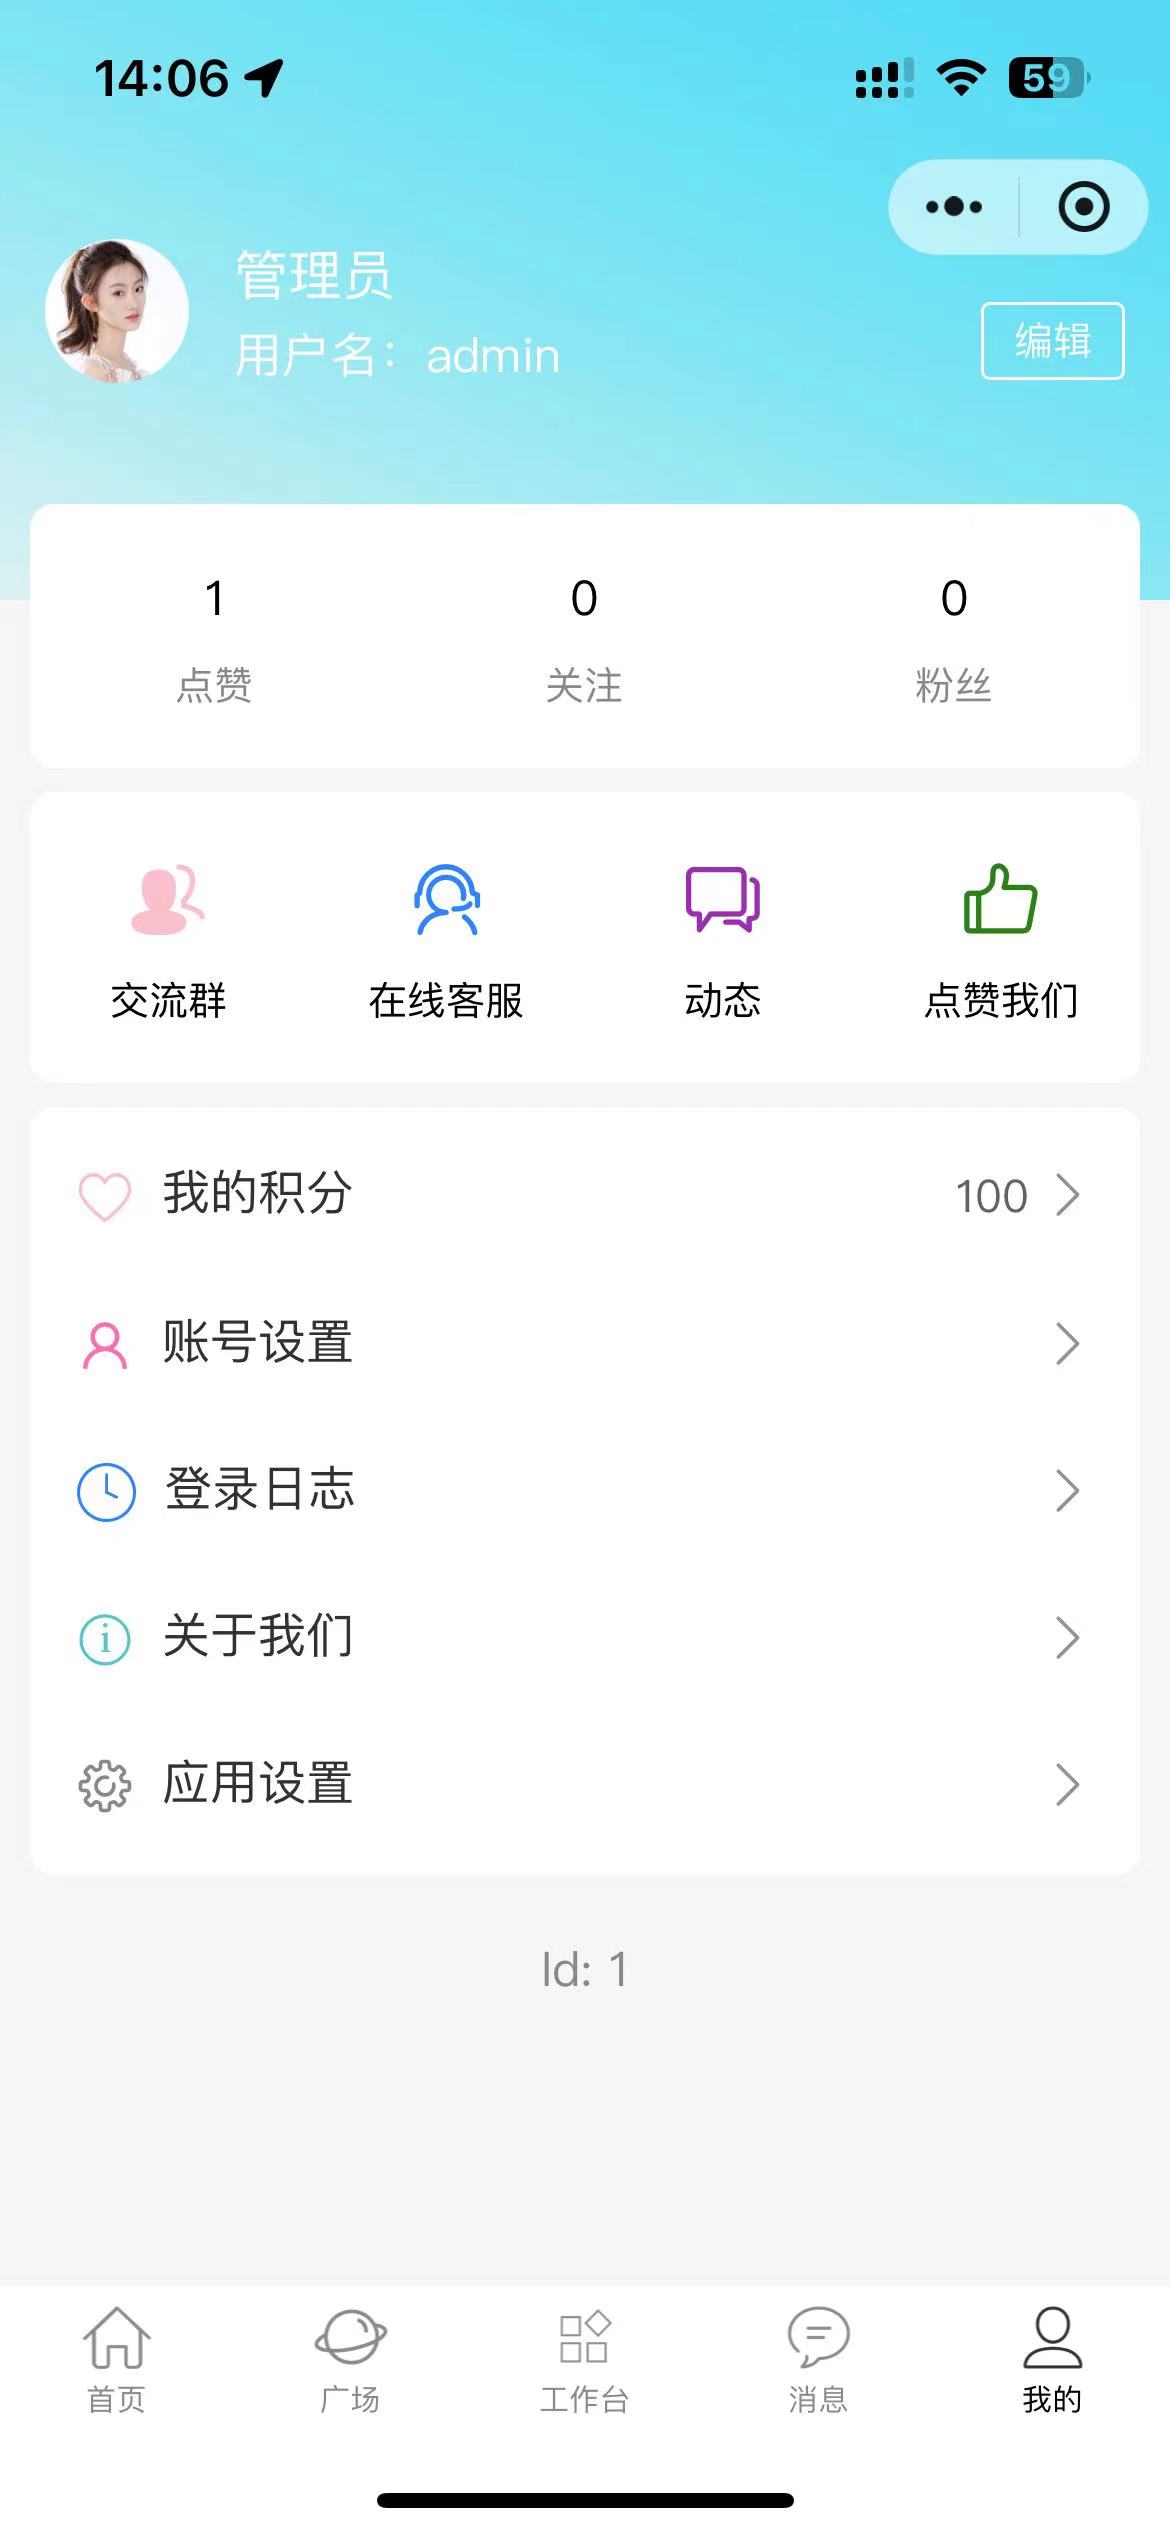 14:06
59
管理员
用户名：admin
编辑
1
0
0
点赞
关注
粉丝
交流群
在线客服
动态
点赞我们
我的积分
100
账号设置
登录日志
关于我们
应用设置
Id: 1
首页
广场
工作台
消息
我的